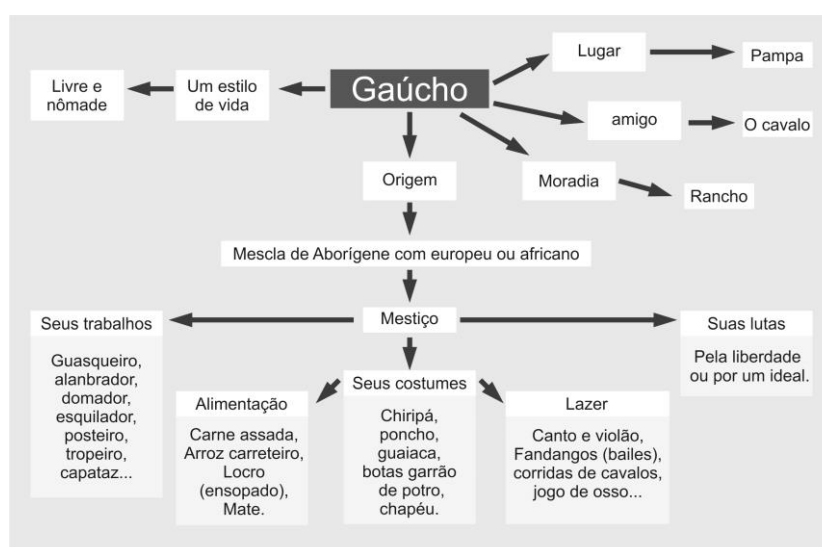 Gaúcho
Lugar
Pampa
amigo
O cavalo
Moradia
Rancho
Um estilo
de vida
Livre e
nômade
Origem
Mescla de Aborígene com europeu ou africano
Mestiço
Seus trabalhos
Guasqueiro,
alanbrador,
domador,
esquilador,
posteiro,
tropeiro,
capataz...
Alimentação
Carne assada,
Arroz carreteiro,
Locro
(ensopado),
Mate.
Seus costumes
Chiripá,
poncho,
guaiaca,
botas garrão
de potro,
chapéu.
Lazer
Canto e violão,
Fandangos (bailes),
corridas de cavalos,
jogo de osso...
Suas lutas
Pela liberdade
ou por um ideal.